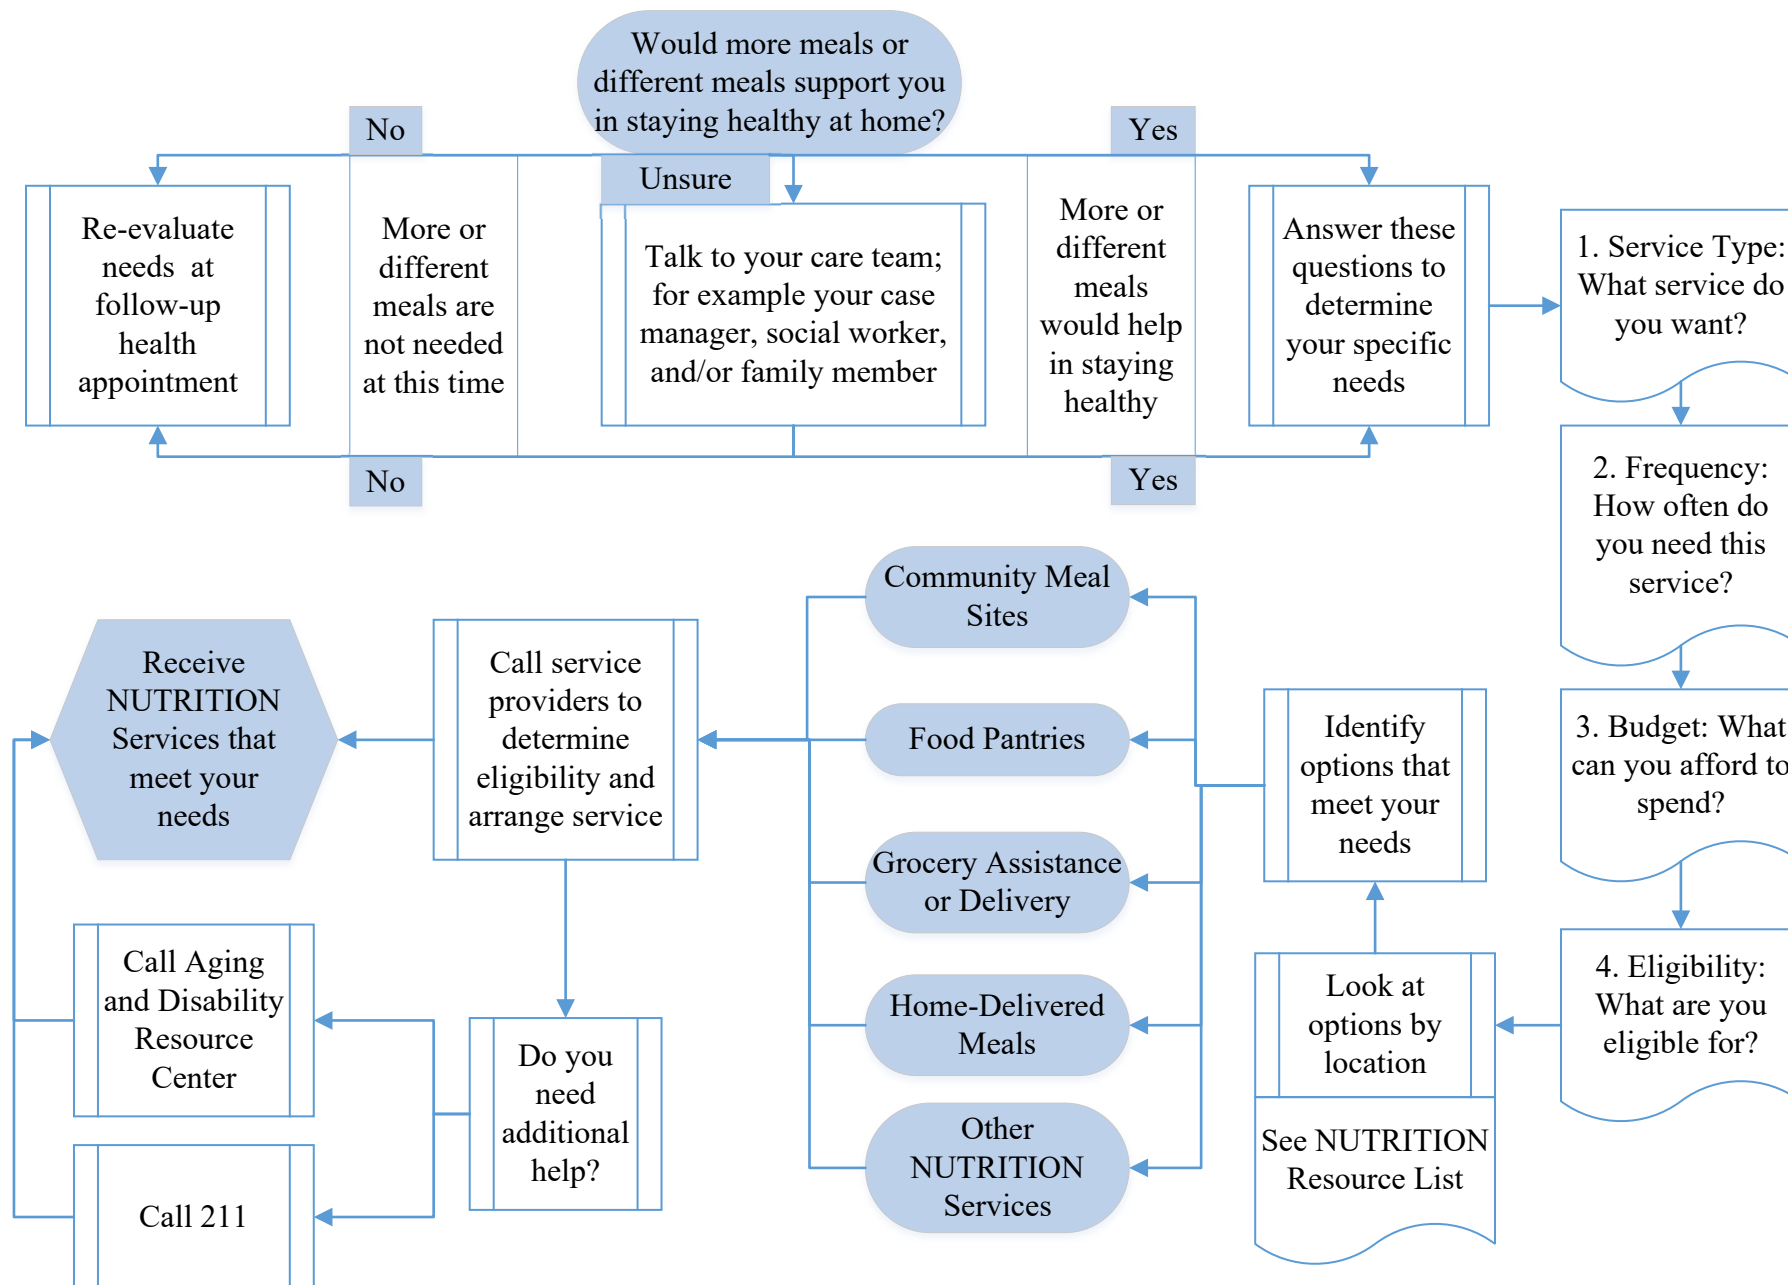 Would more meals or
different meals support you
in staying healthy at home?
No
Unsure
Yes
Re-evaluate
needs at
follow-up
health
appointment
More or
different
meals are
not needed
at this time
Talk to your care team;
for example your case
manager, social worker,
and/or family member
More or
different
meals
would help
in staying
healthy
Answer these
questions to
determine
your specific
needs
No
Yes
1. Service Type:
What service do
you want?
2. Frequency:
How often do
you need this
service?
3. Budget: What
can you afford to
spend?
4. Eligibility:
What are you
eligible for?
Look at
options by
location
See NUTRITION
Resource List
Identify
options that
meet your
needs
Community Meal
Sites
Food Pantries
Grocery Assistance
or Delivery
Home-Delivered
Meals
Other
NUTRITION
Services
Call service
providers to
determine
eligibility and
arrange service
Receive
NUTRITION
Services that
meet your
needs
Do you
need
additional
help?
Call Aging
and Disability
Resource
Center
Call 211